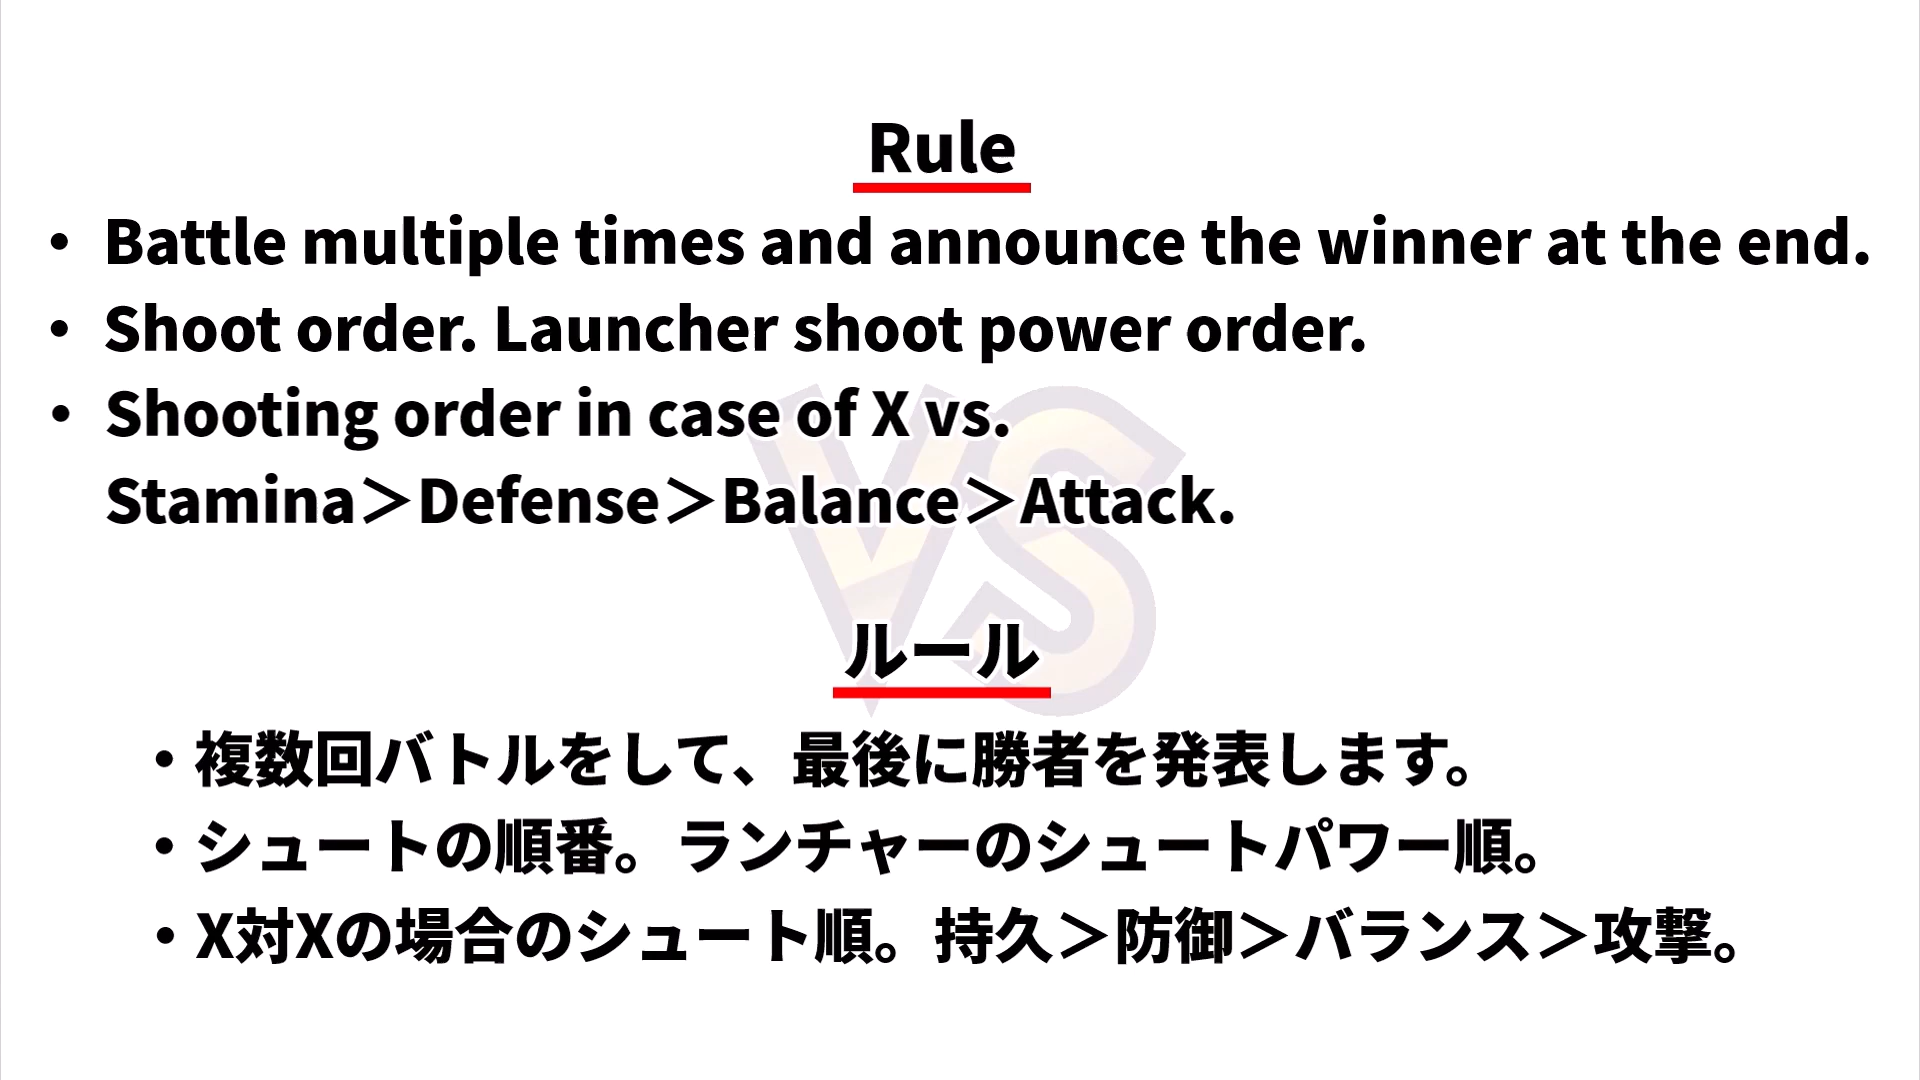 Rule
• Battle multiple times and announce the winner at the end.
• Shoot order. Launcher shoot power order.
• Shooting order in case of X vs.
Stamina＞Defense＞Balance＞Attack.
VS
ルール
・複数回バトルをして、最後に勝者を発表します。
・シュートの順番。ランチャーのシュートパワー順。
・X対Xの場合のシュート順。持久＞防御＞バランス＞攻撃。